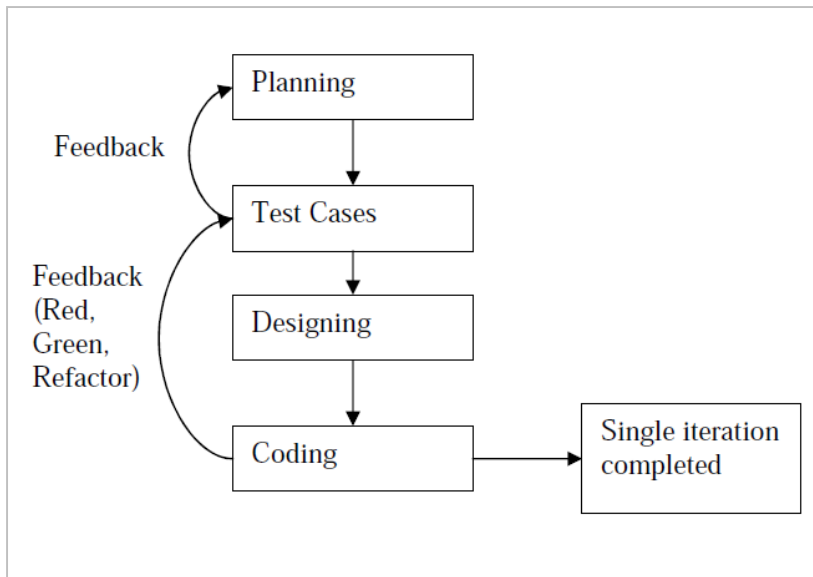 Planning
Feedback
Test Cases
Feedback
(Red,
Green,
Refactor)
Designing
Coding
Single iteration
completed